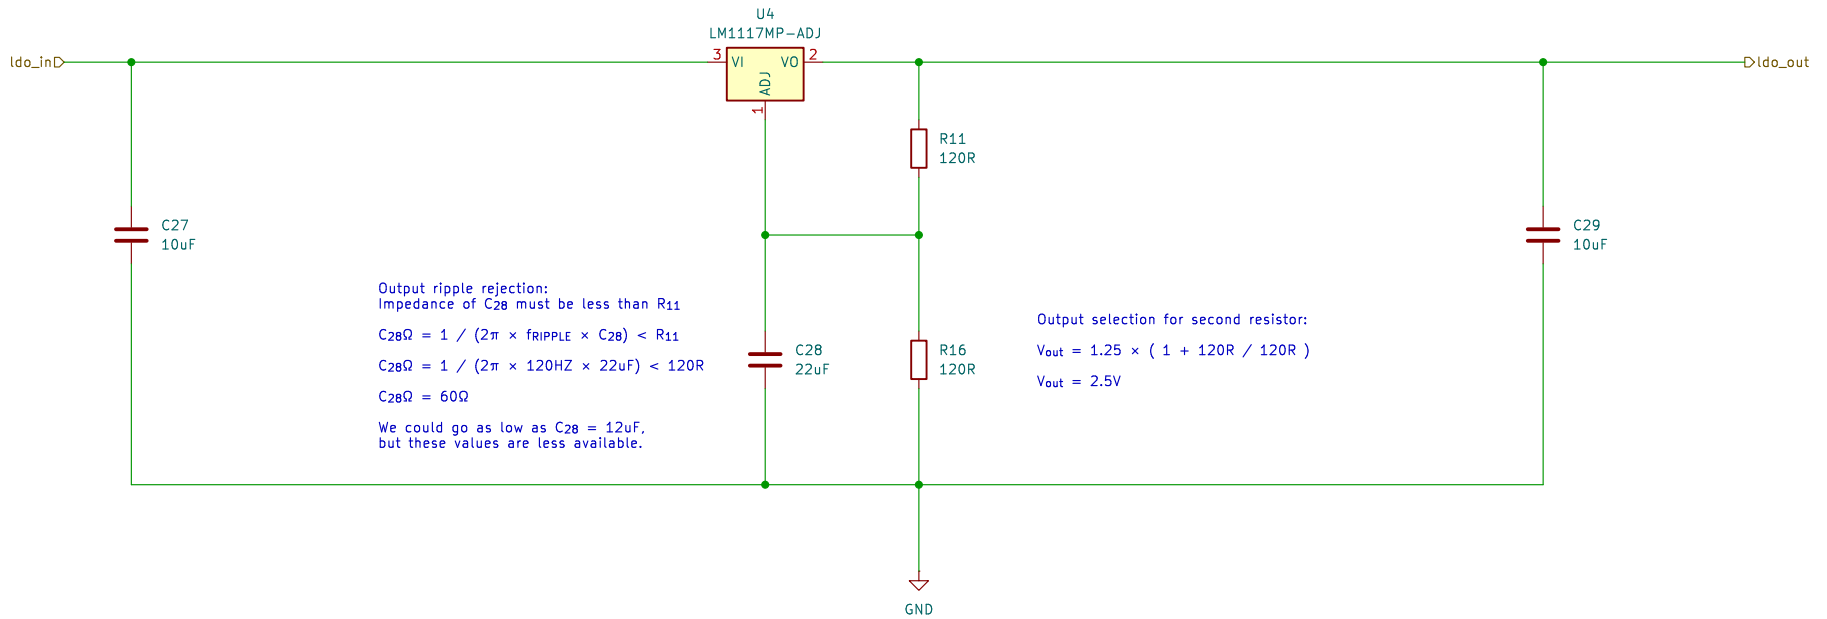 U4
LM1117MP-ADJ
ldo_in
3
VI
VO
2
ldo_out
ADJ
1
R11
120R
C27
10uF
C29
10uF
Output ripple rejection:
Impedance of C28 must be less than R11
C28Ω = 1 / (2π × fRIPPLE × C28) < R11
C28Ω = 1 / (2π × 120HZ × 22uF) < 120R
C28Ω = 60Ω
We could go as low as C28 = 12uF,
but these values are less available.
C28
22uF
R16
120R
Output selection for second resistor:
Vout = 1.25 × ( 1 + 120R / 120R )
Vout = 2.5V
GND